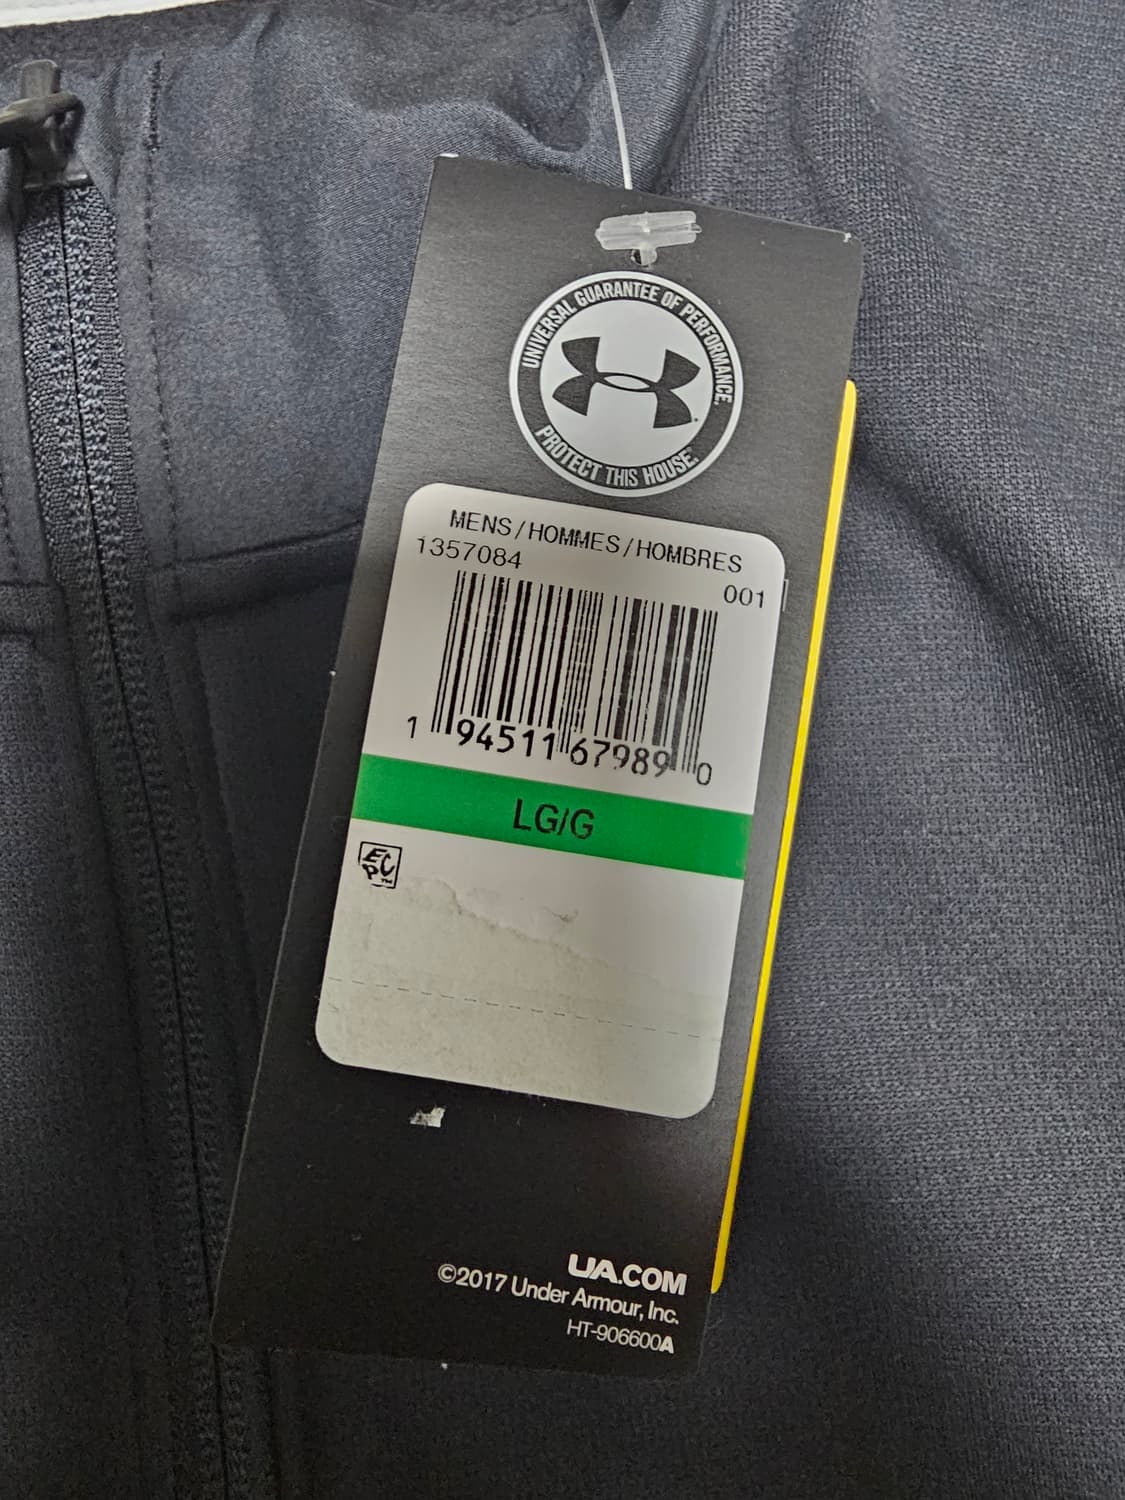 UNIVERSAL GUARANTEE OF PERFORMANCE.
PROTECT THIS HOUSE.
MENS/HOMMES/HOMBRES
1357084
001
1 94511 67989 0
LG/G
EPC™
UA.COM
©2017 Under Armour, Inc.
HT-906600A